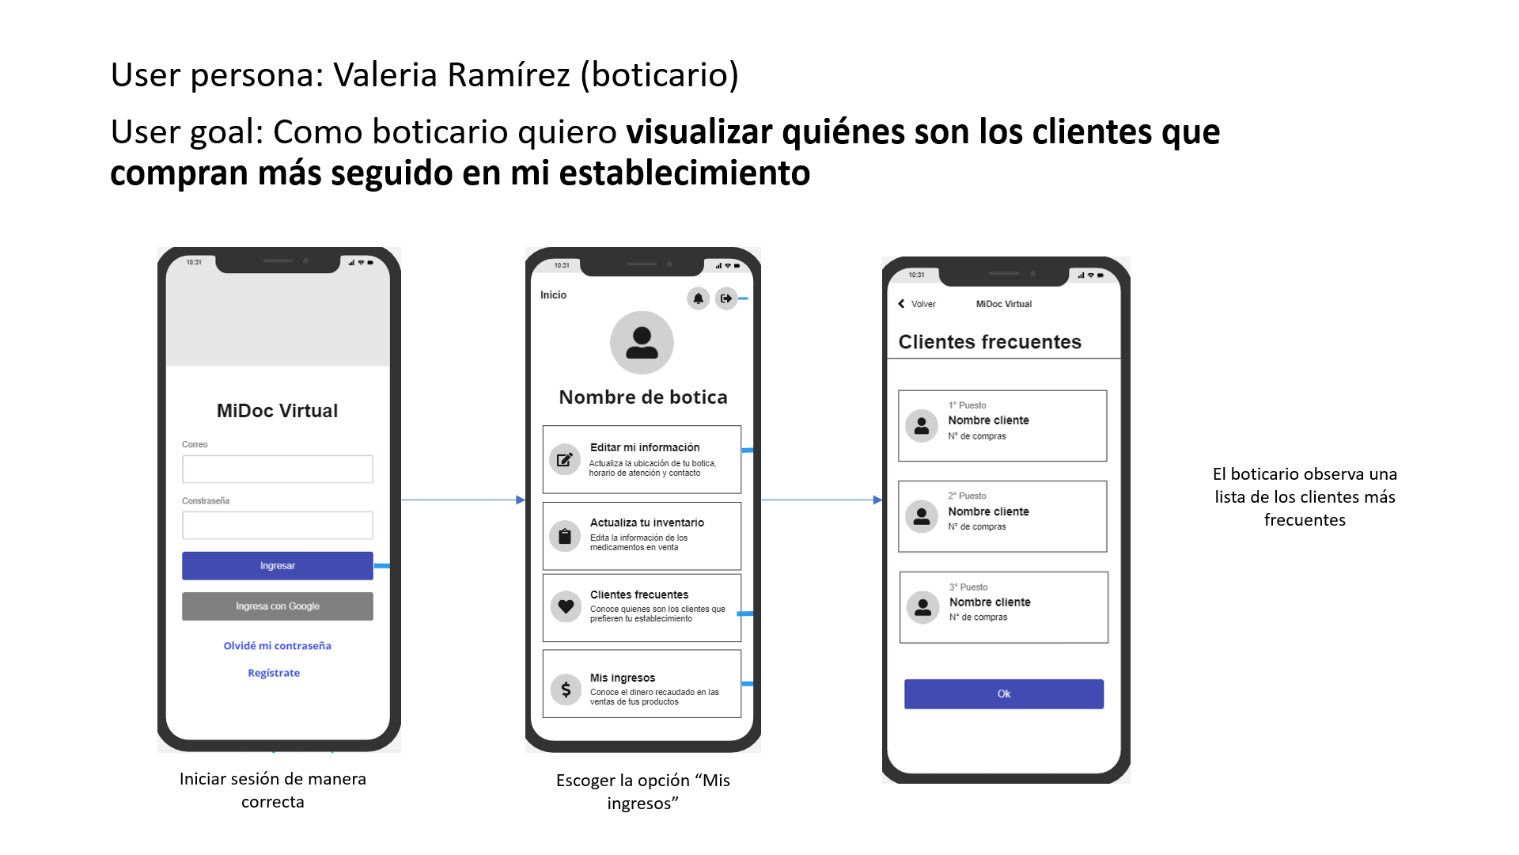 User persona: Valeria Ramírez (boticario)
User goal: Como boticario quiero visualizar quiénes son los clientes que
compran más seguido en mi establecimiento
10:31
MiDoc Virtual
Correo
Constraseña
Ingresar
Ingresa con Google
Olvidé mi contraseña
Regístrate
Iniciar sesión de manera
correcta
10:31
Inicio
Nombre de botica
Editar mi información
Actualiza la ubicación de tu botica,
horario de atención y contacto
Actualiza tu inventario
Edita la información de los
medicamentos en venta
Clientes frecuentes
Conoce quienes son los clientes que
prefieren tu establecimiento
Mis ingresos
Conoce el dinero recaudado en las
ventas de tus productos
Escoger la opción “Mis
ingresos”
10:31
Volver
MiDoc Virtual
Clientes frecuentes
1° Puesto
Nombre cliente
N° de compras
2° Puesto
Nombre cliente
N° de compras
3° Puesto
Nombre cliente
N° de compras
Ok
El boticario observa una
lista de los clientes más
frecuentes